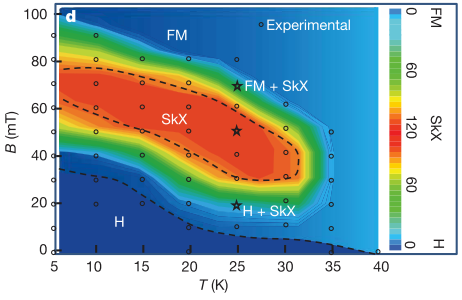 d
FM
Experimental
FM + SkX
SkX
H + SkX
H
100
80
60
40
20
0
B (mT)
5
10
15
20
25
30
35
40
T (K)
0
60
120
60
0
FM
SkX
H